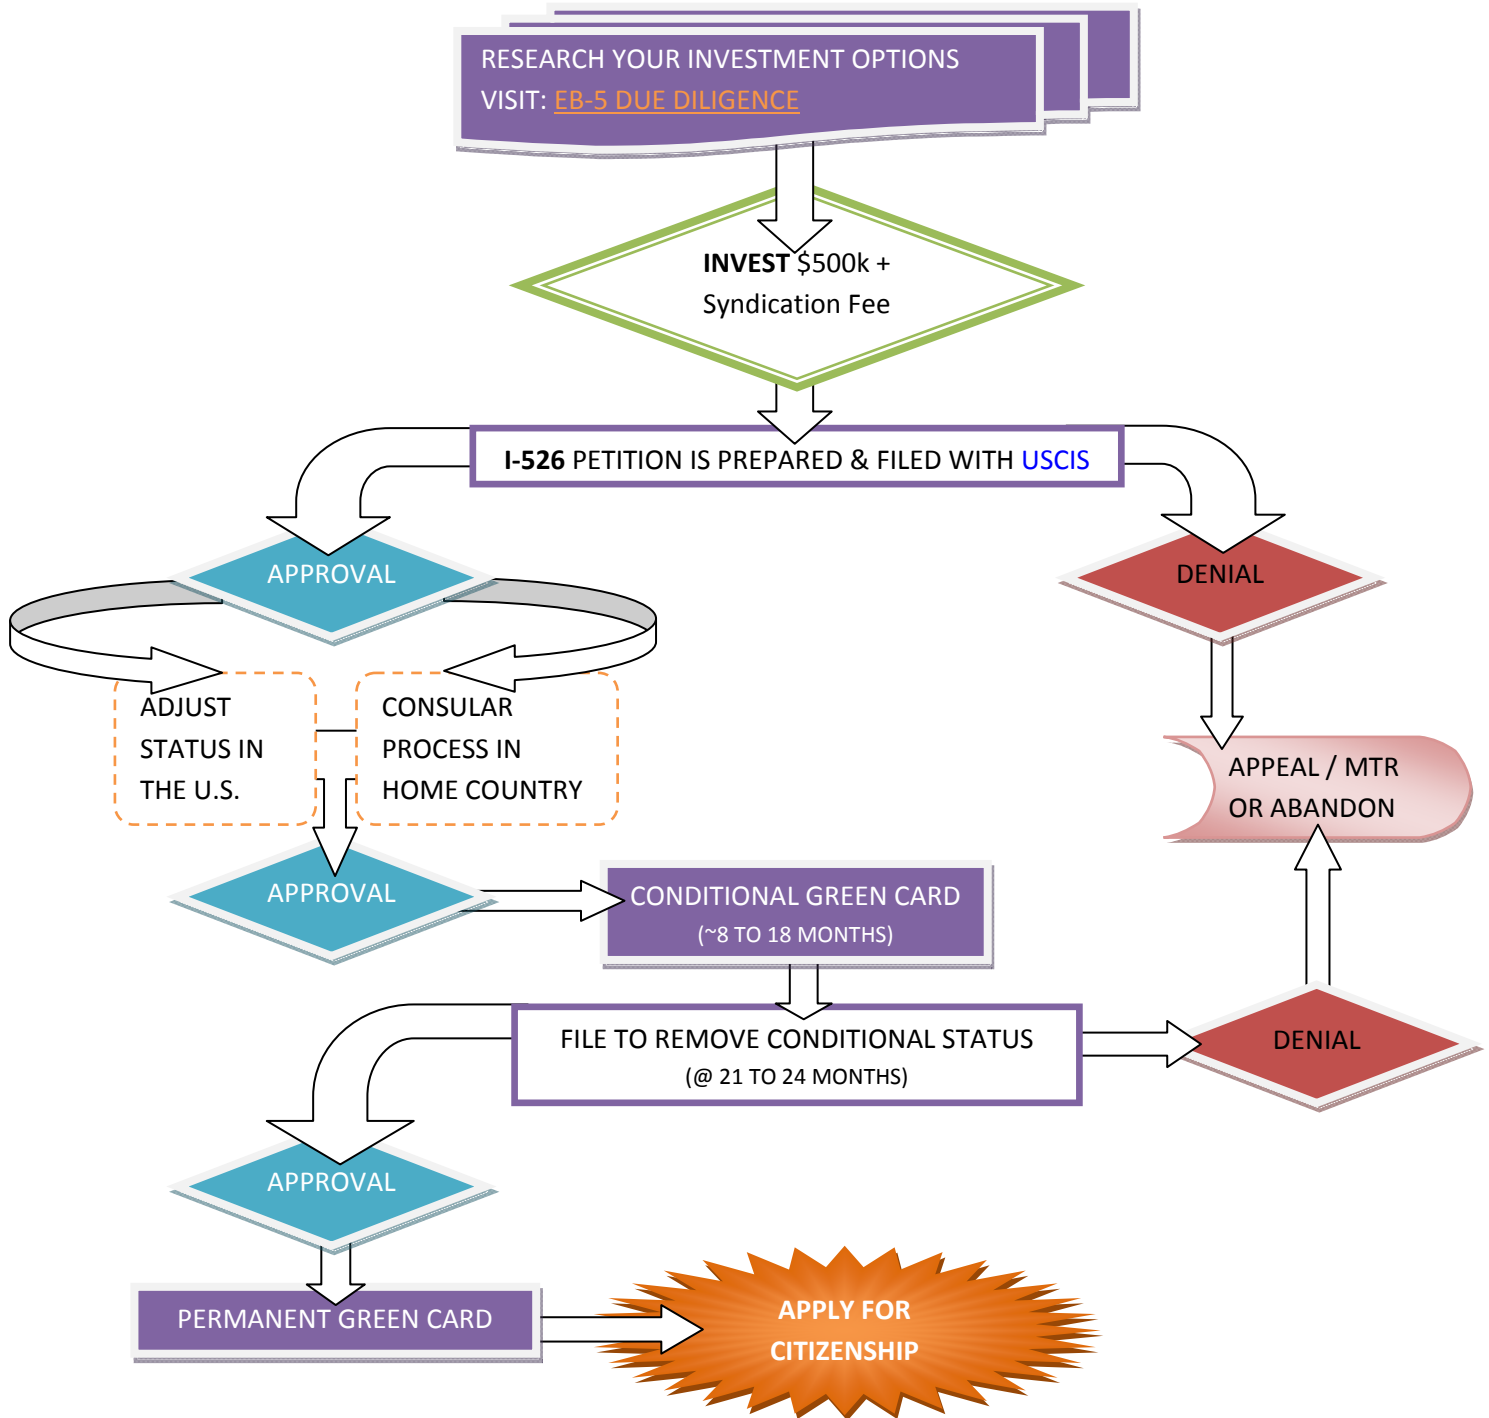 RESEARCH YOUR INVESTMENT OPTIONS
VISIT: EB-5 DUE DILIGENCE
INVEST $500k +
Syndication Fee
I-526 PETITION IS PREPARED & FILED WITH USCIS
APPROVAL
DENIAL
ADJUST
STATUS IN
THE U.S.
CONSULAR
PROCESS IN
HOME COUNTRY
APPEAL / MTR
OR ABANDON
APPROVAL
CONDITIONAL GREEN CARD
(~8 TO 18 MONTHS)
FILE TO REMOVE CONDITIONAL STATUS
(@ 21 TO 24 MONTHS)
DENIAL
APPROVAL
PERMANENT GREEN CARD
APPLY FOR
CITIZENSHIP